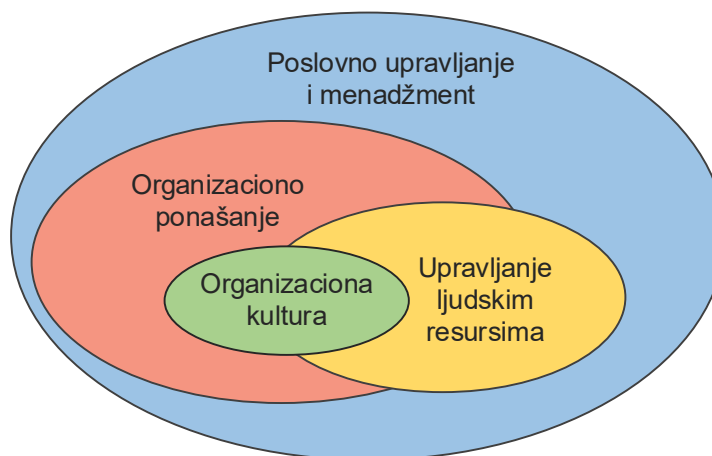 Poslovno upravljanje
i menadžment
Organizaciono
ponašanje
Organizaciona
kultura
Upravljanje
ljudskim
resursima